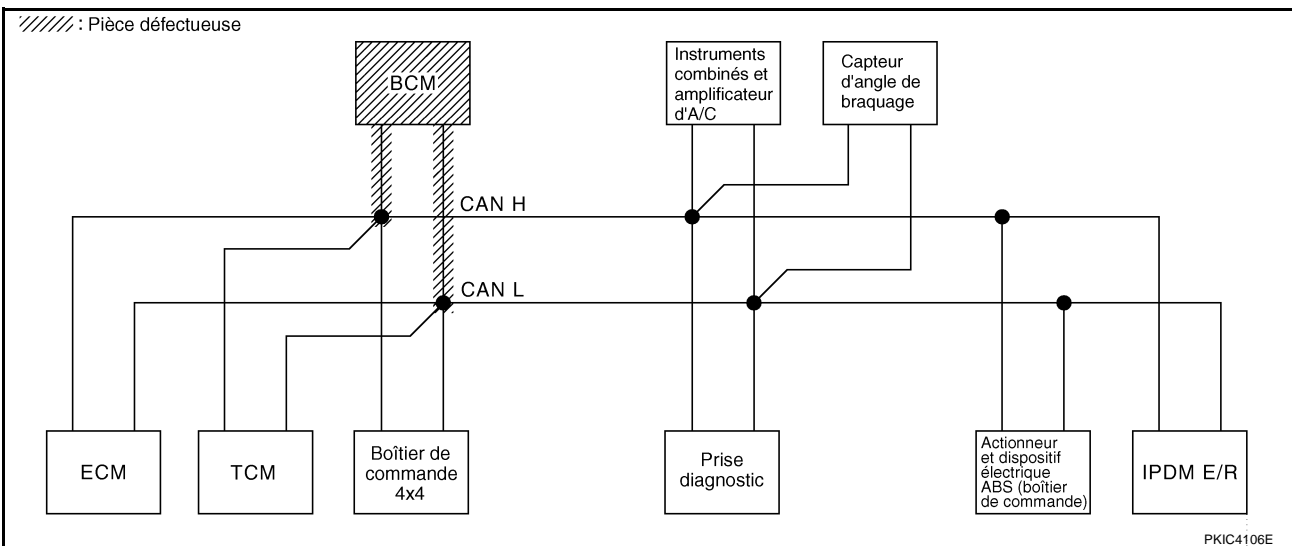 : Pièce défectueuse
BCM
Instruments
combinés et
amplificateur
d'A/C
Capteur
d'angle de
braquage
CAN H
CAN L
ECM
TCM
Boîtier de
commande
4x4
Prise
diagnostic
Actionneur
et dispositif
électrique
ABS (boîtier
de commande)
IPDM E/R
PKIC4106E